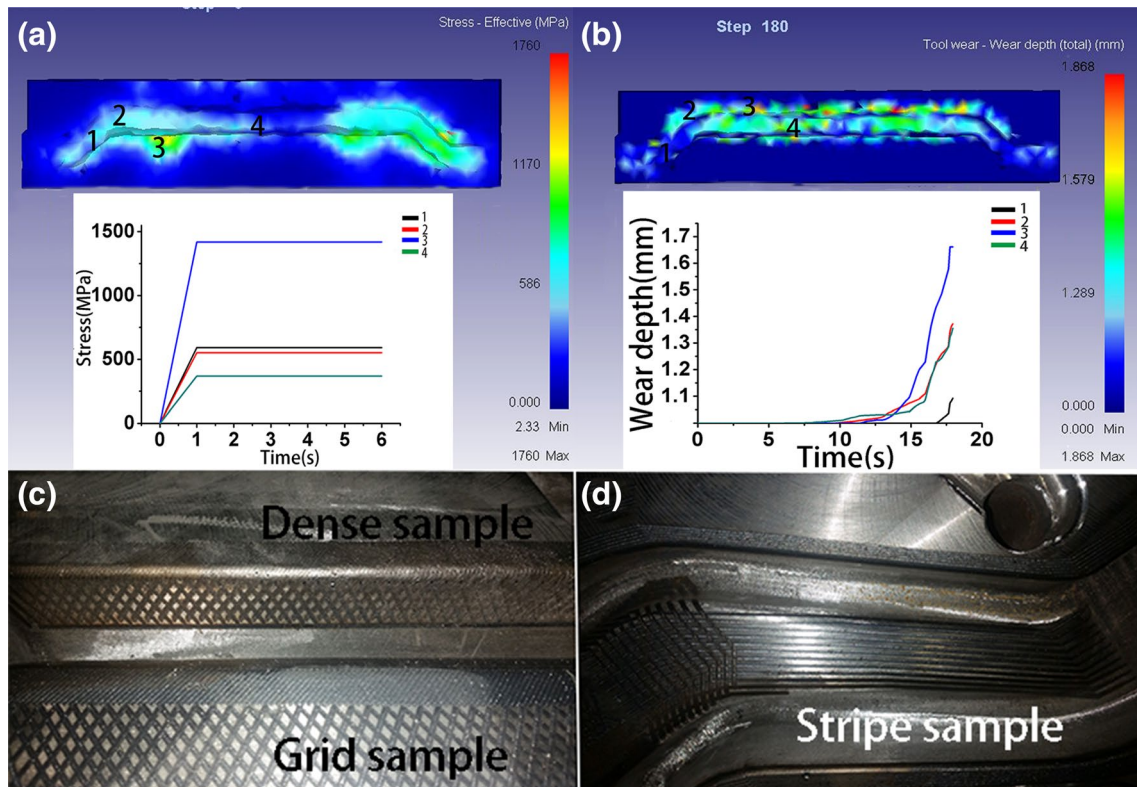 (a)
Stress - Effective (MPa)
1760
1170
586
0.000
2.33 Min
1760 Max
1
2
3
4
1500
1000
500
0
Stress(MPa)
0 1 2 3 4 5 6
Time(s)
1
2
3
4
(b)
Step 180
Tool wear - Wear depth (total) (mm)
1.868
1.579
1.289
0.000
0.000 Min
1.868 Max
1
2
3
4
1.7
1.6
1.5
1.4
1.3
1.2
1.1
Wear depth(mm)
0 5 10 15 20
Time(s)
1
2
3
4
(c)
Dense sample
Grid sample
(d)
Stripe sample